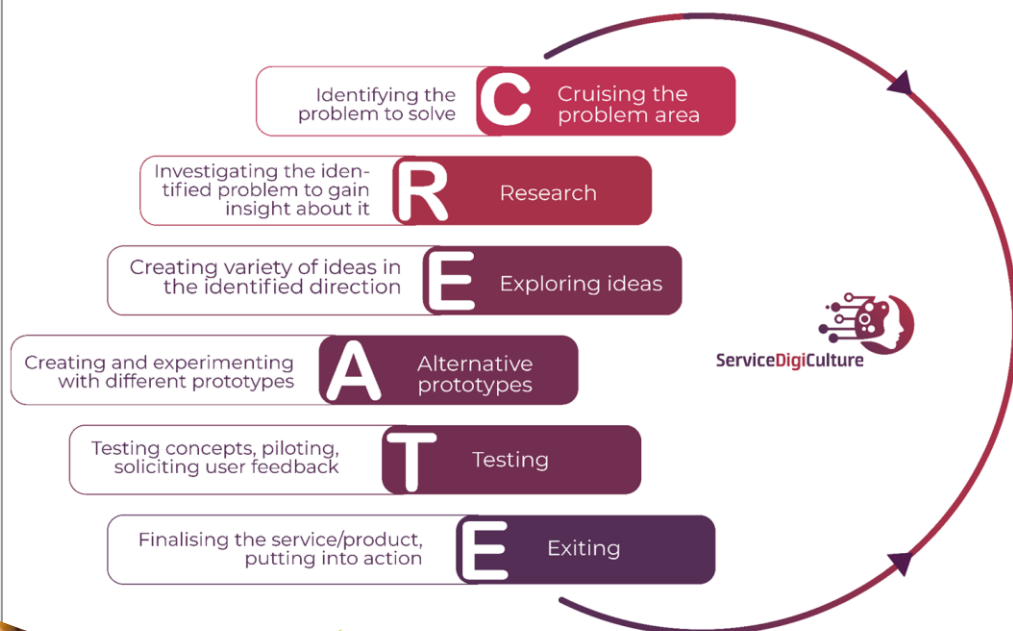 Identifying the
problem to solve
C
Cruising the
problem area
Investigating the iden-
tified problem to gain
insight about it
R
Research
Creating variety of ideas in
the identified direction
E
Exploring ideas
Creating and experimenting
with different prototypes
A
Alternative
prototypes
Testing concepts, piloting,
soliciting user feedback
T
Testing
Finalising the service/product,
putting into action
E
Exiting
ServiceDigiCulture